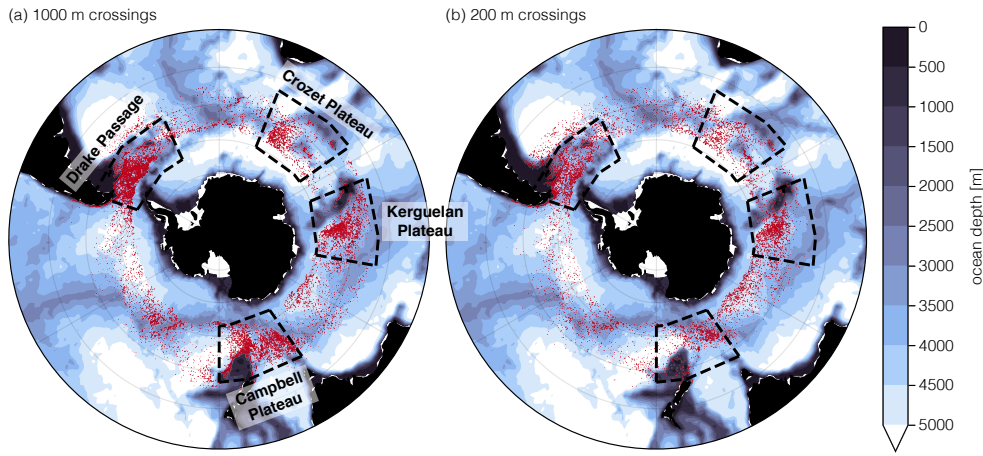 (a) 1000 m crossings
(b) 200 m crossings
Drake Passage
Crozet Plateau
Kerguelan
Plateau
Campbell
Plateau
0
500
1000
1500
2000
2500
3000
3500
4000
4500
5000
ocean depth [m]